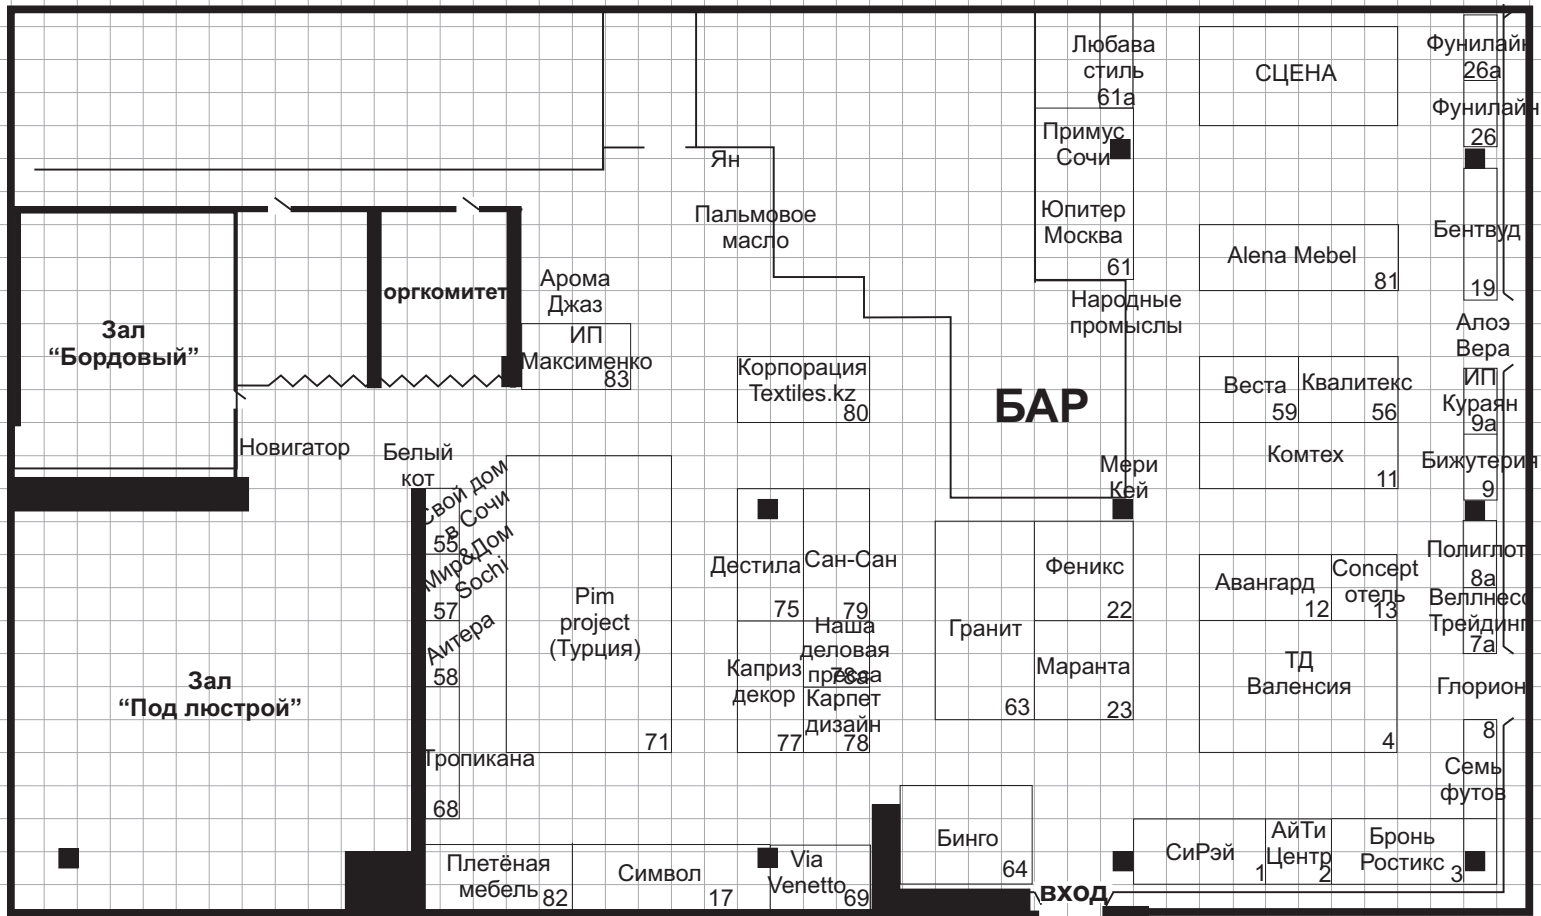 Любава
стиль
61а
СЦЕНА
Фунилайн
26а
Фунилайн
26
Примус
Сочи
Ян
Пальмовое
масло
Юпитер
Москва
61
Alena Mebel
81
Бентвуд
19
Арома
Джаз
оргкомитет
Народные
промыслы
Зал
“Бордовый”
ИП
Максименко
83
Корпорация
Textiles.kz
80
БАР
Веста
59
Квалитекс
56
Алоэ
Вера
ИП
Кураян
9а
Новигатор
Белый
кот
Мери
Кей
Комтех
11
Бижутерия
9
Свой дом
в Сочи
55
Мир&Дом
Sochi
57
Аитера
58
Pim
project
(Турция)
71
Дестила
75
Сан-Сан
79
Наша
деловая
пресса
78а
Каприз
декор
77
Карпет
дизайн
78
Гранит
63
Феникс
22
Маранта
23
Авангард
12
Concept
отель
13
Полиглот
8а
Веллнесс
Трейдинг
7а
ТД
Валенсия
4
Глорион
8
Зал
“Под люстрой”
Тропикана
68
Семь
футов
Плетёная
мебель
82
Символ
17
Via
Venetto
69
Бинго
64
вход
СиРэй
1
АйТи
Центр
2
Бронь
Ростикс
3